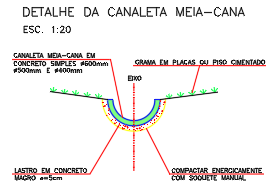 DETALHE DA CANALETA MEIA-CANA
ESC. 1:20
CANALETA MEIA-CANA EM
CONCRETO SIMPLES ø600mm
ø500mm E ø400mm
GRAMA EM PLACAS OU PISO CIMENTADO
EIXO
LASTRO EM CONCRETO
MAGRO e=5cm
COMPACTAR ENERGICAMENTE
COM SOQUETE MANUAL